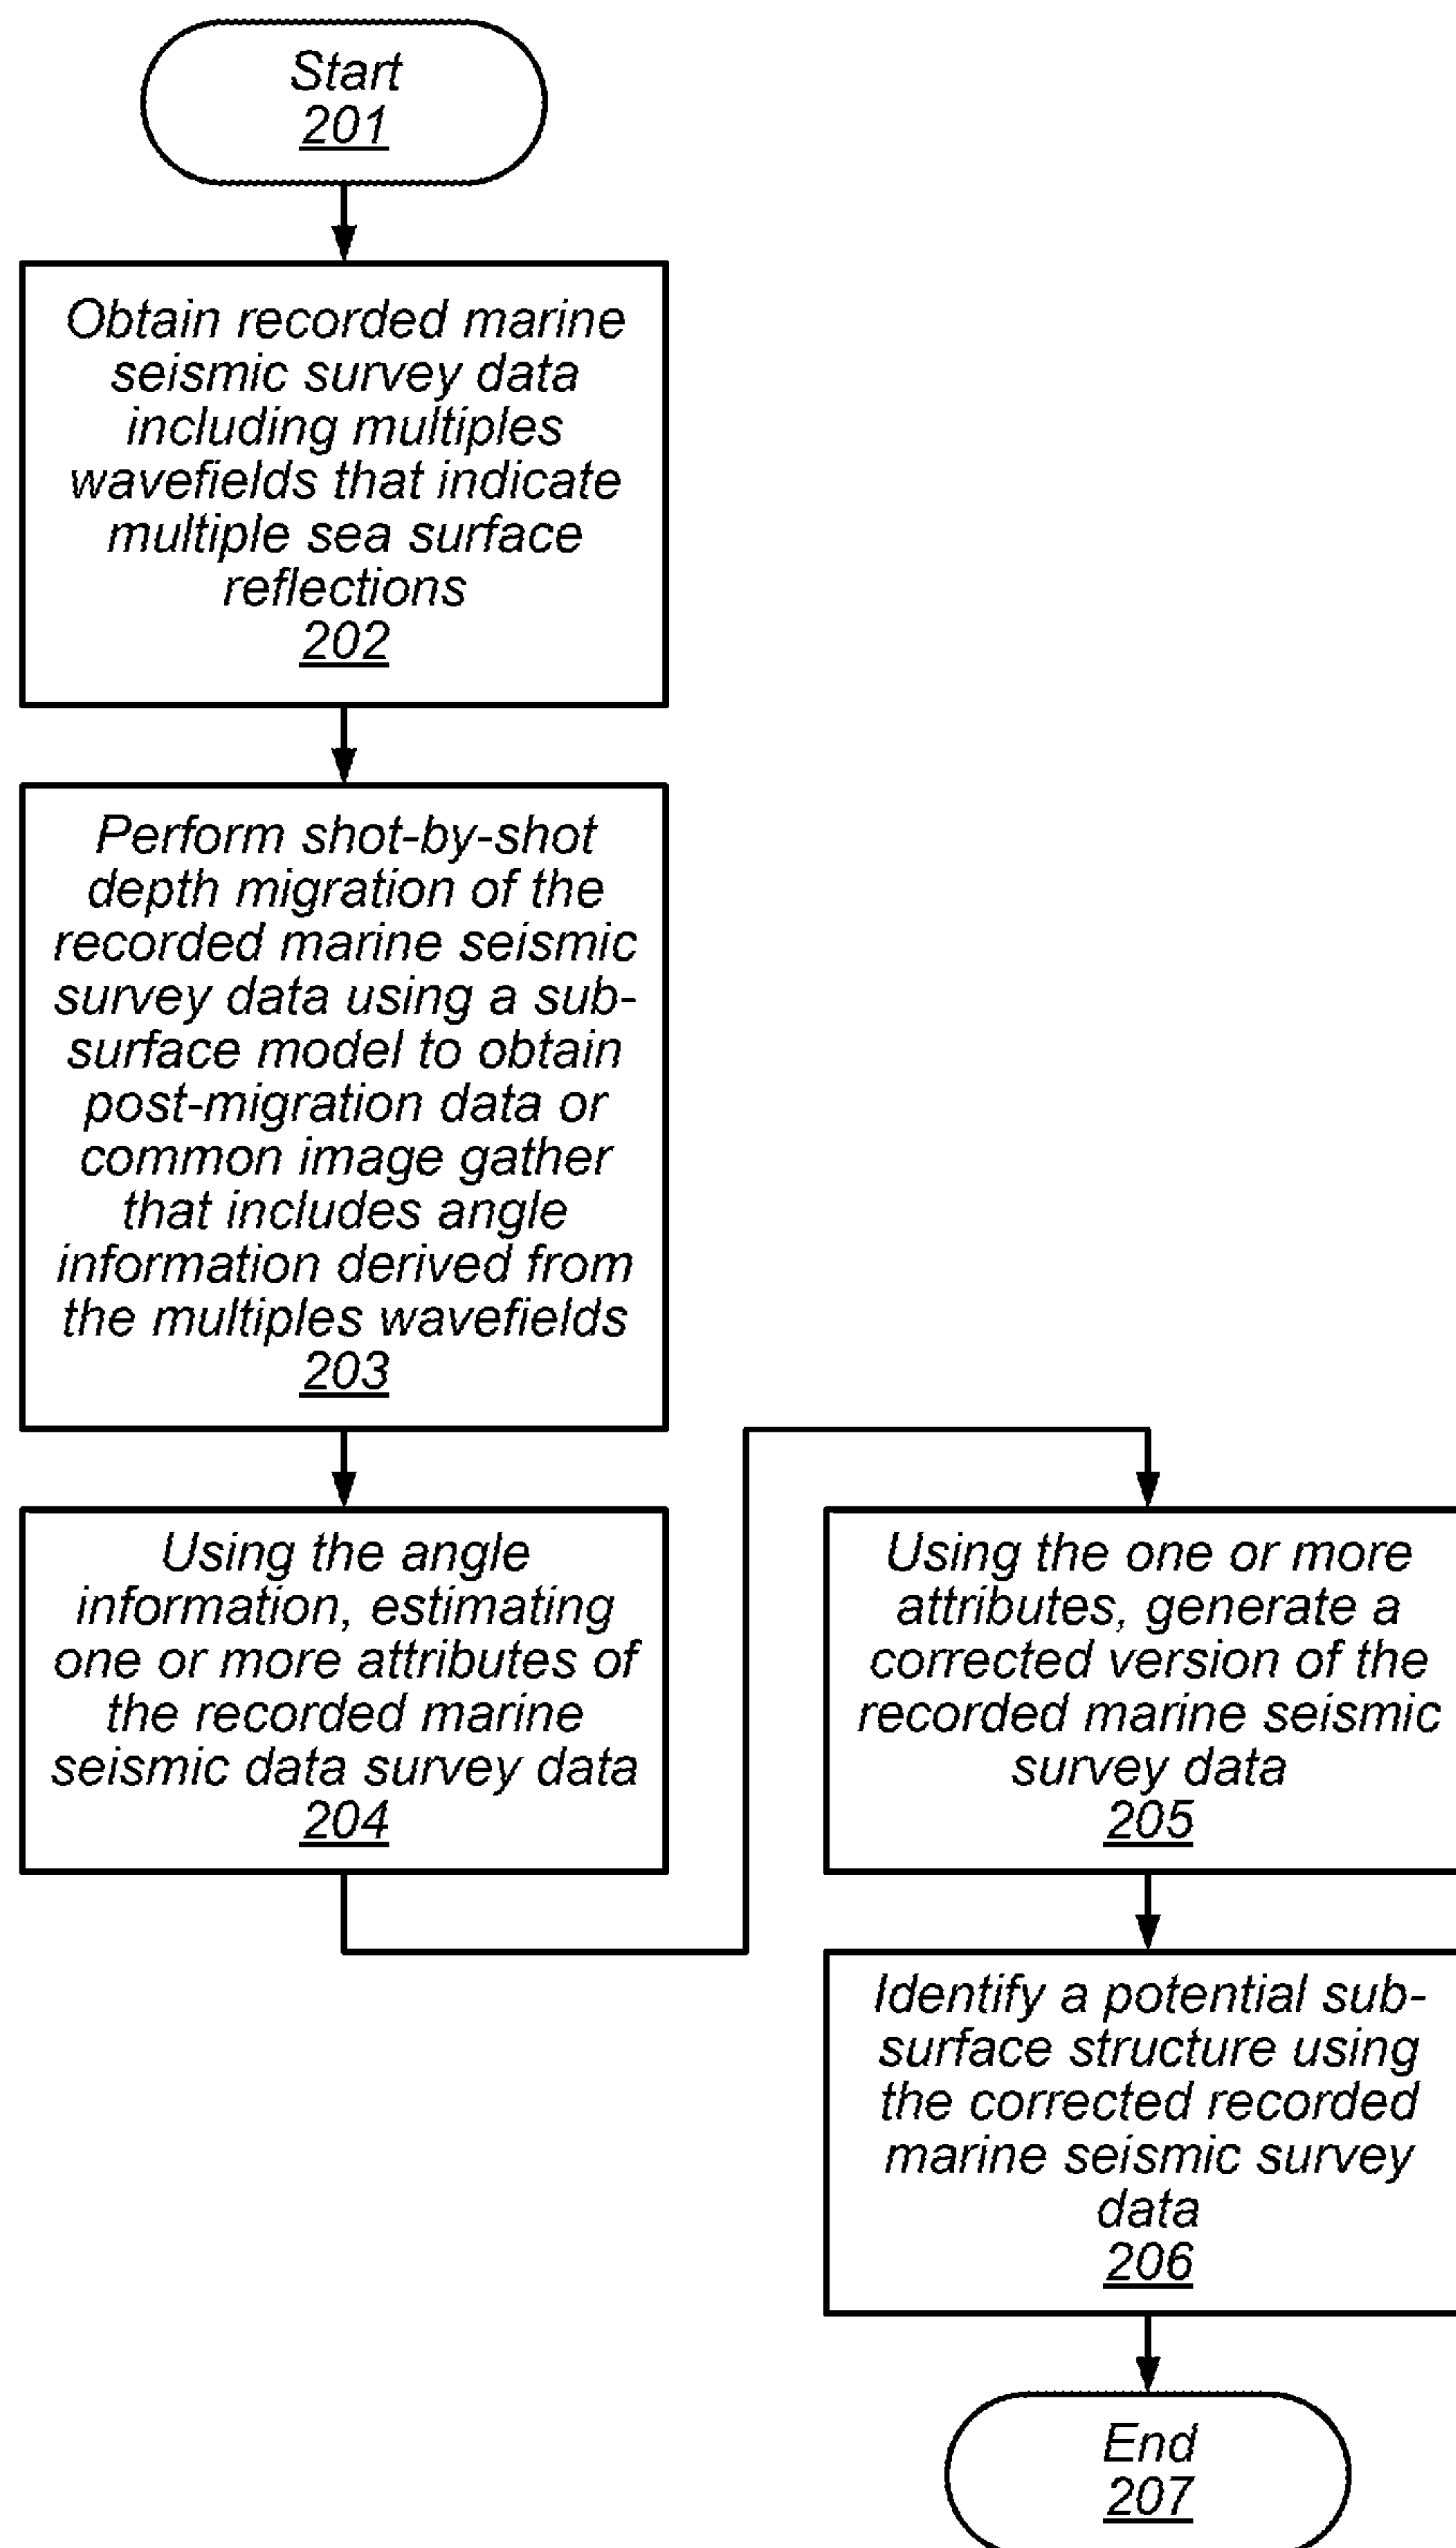 Start
201
Obtain recorded marine
seismic survey data
including multiples
wavefields that indicate
multiple sea surface
reflections
202
Perform shot-by-shot
depth migration of the
recorded marine seismic
survey data using a sub-
surface model to obtain
post-migration data or
common image gather
that includes angle
information derived from
the multiples wavefields
203
Using the angle
information, estimating
one or more attributes of
the recorded marine
seismic data survey data
204
Using the one or more
attributes, generate a
corrected version of the
recorded marine seismic
survey data
205
Identify a potential sub-
surface structure using
the corrected recorded
marine seismic survey
data
206
End
207